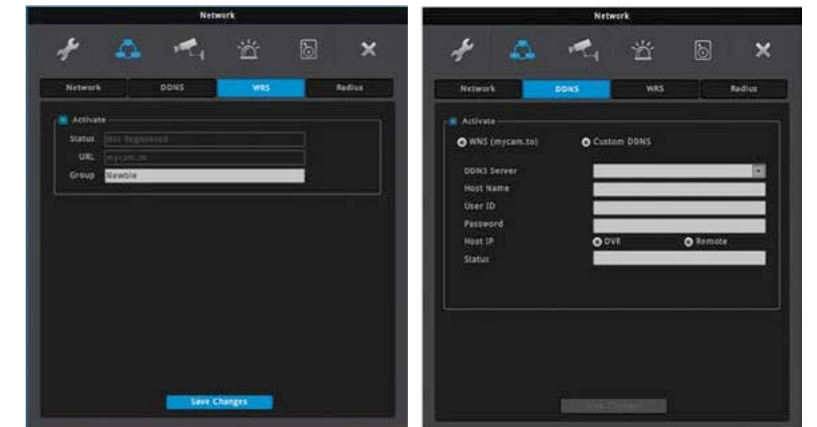 Network
Network DDNS WRS Radius
Activate
Status Not Registered
URL mycam.to
Group Newbie
Save Changes
Network
Network DDNS WRS Radius
Activate
WNS (mycam.to) Custom DDNS
DDNS Server
Host Name
User ID
Password
Host IP DVR Remote
Status
Save Changes